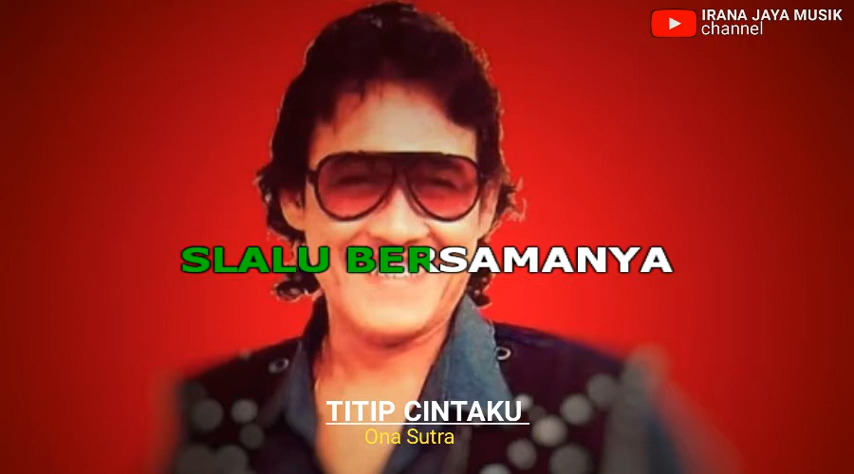 IRANA JAYA MUSIK
channel
SLALU BERSAMANYA
TITIP CINTAKU
Ona Sutra